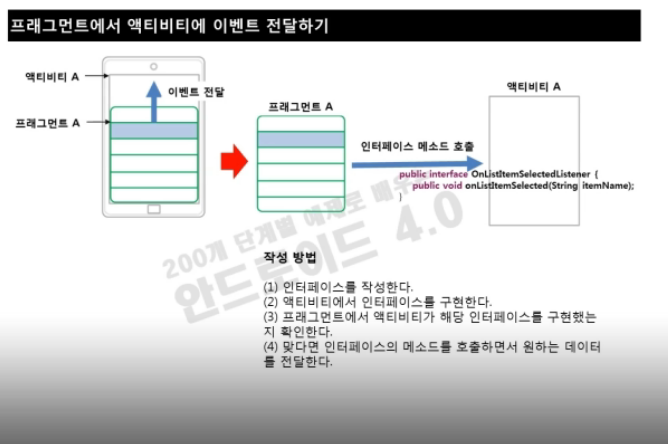 프래그먼트에서 액티비티에 이벤트 전달하기
액티비티 A
이벤트 전달
프래그먼트 A
프래그먼트 A
액티비티 A
인터페이스 메소드 호출
public interface OnListItemSelectedListener {
public void onListItemSelected(String itemName);
}
200개 단계별 예제로 배우는
안드로이드 4.0
작성 방법
(1) 인터페이스를 작성한다.
(2) 액티비티에서 인터페이스를 구현한다.
(3) 프래그먼트에서 액티비티가 해당 인터페이스를 구현했는
지 확인한다.
(4) 맞다면 인터페이스의 메소드를 호출하면서 원하는 데이터
를 전달한다.